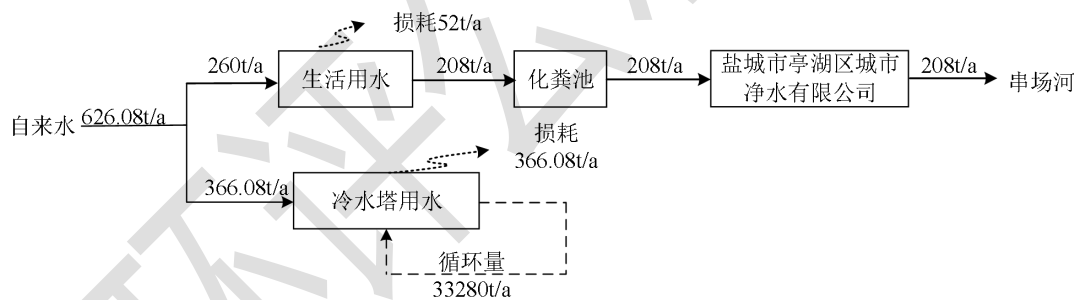 损耗52t/a
260t/a
生活用水
208t/a
化粪池
208t/a
盐城市亭湖区城市
净水有限公司
208t/a
串场河
自来水
626.08t/a
损耗
366.08t/a
366.08t/a
冷水塔用水
循环量
33280t/a